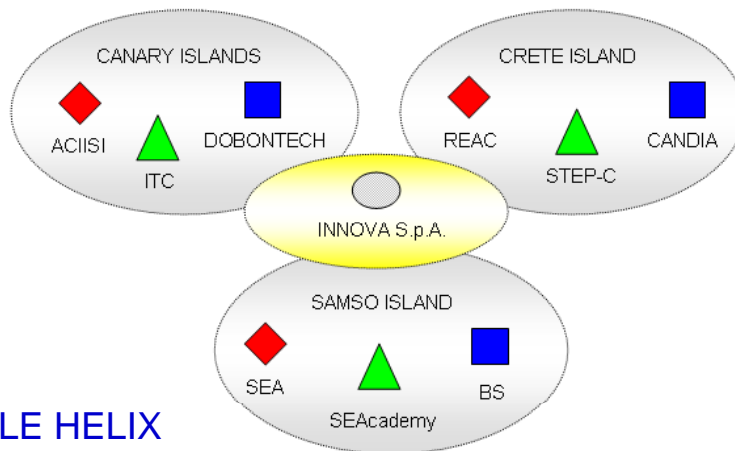 CANARY ISLANDS
ACIISI
ITC
DOBONTECH
CRETE ISLAND
REAC
STEP-C
CANDIA
INNOVA S.p.A.
SAMSO ISLAND
SEA
SEAcademy
BS
LE HELIX